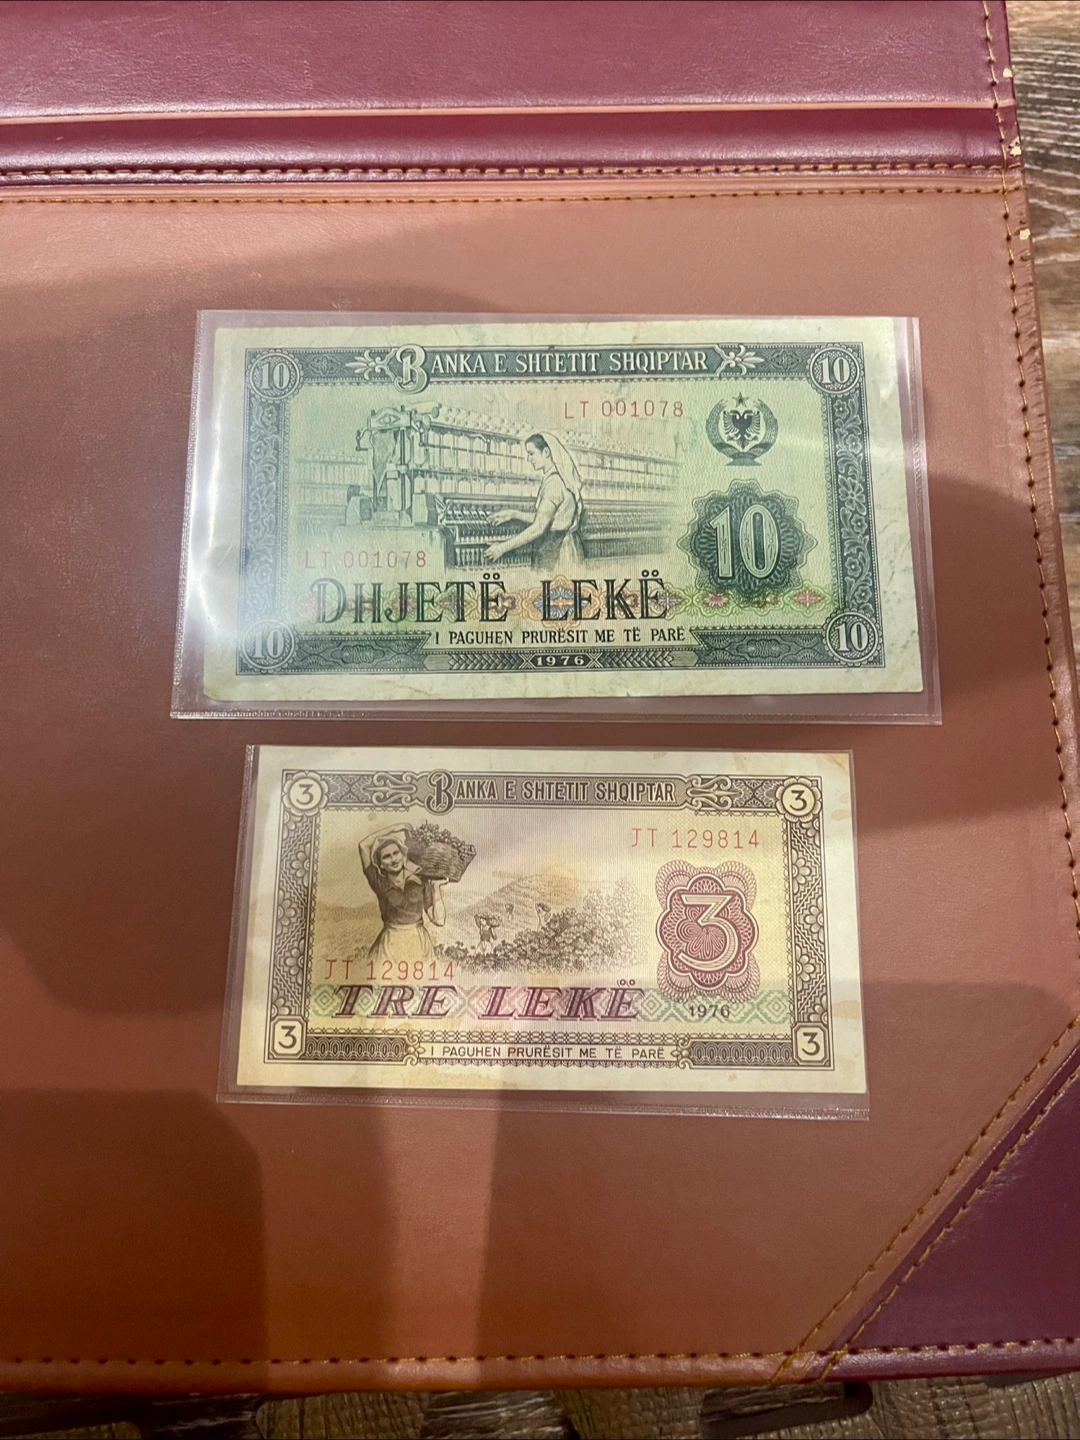 10 BANKA E SHTETIT SHQIPTAR 10
LT 001078
10
LT 001078
DHJETË LEKË
I PAGUHEN PRURËSIT ME TË PARË
10 1976 10
3 BANKA E SHTETIT SHQIPTAR 3
JT 129814
3
JT 129814
TRE LEKË 1976
3 I PAGUHEN PRURËSIT ME TË PARË 3